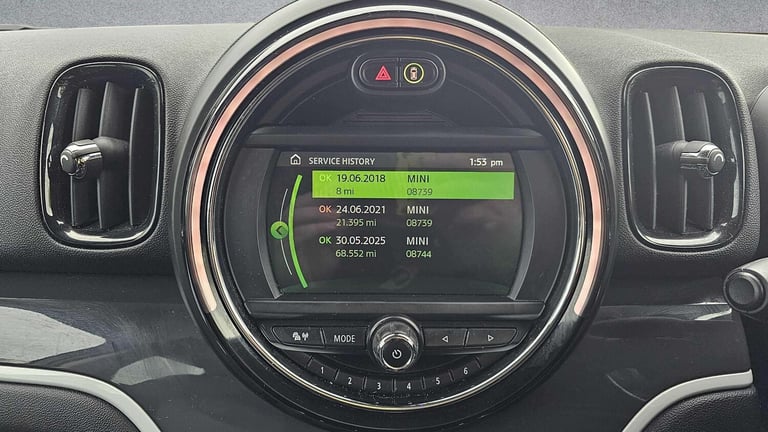 SERVICE HISTORY 1:53 pm
OK 19.06.2018 MINI
8 mi 08739
OK 24.06.2021 MINI
21.395 mi 08739
OK 30.05.2025 MINI
68.552 mi 08744
MODE
1 2 3 4 5 6